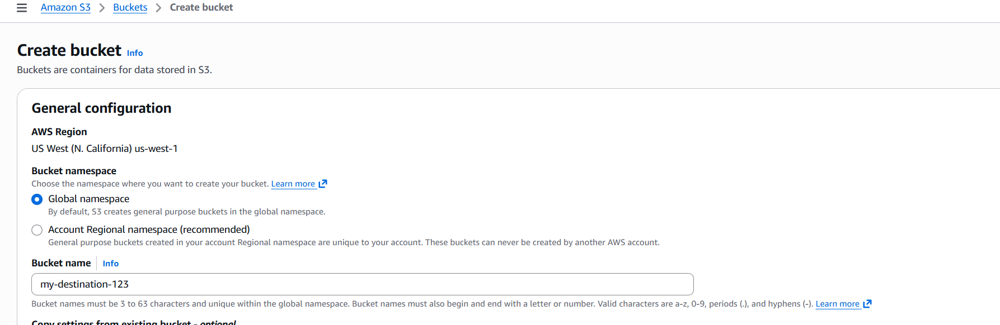 Amazon S3 > Buckets > Create bucket
Create bucket Info
Buckets are containers for data stored in S3.
General configuration
AWS Region
US West (N. California) us-west-1
Bucket namespace
Choose the namespace where you want to create your bucket. Learn more
Global namespace
By default, S3 creates general purpose buckets in the global namespace.
Account Regional namespace (recommended)
General purpose buckets created in your account Regional namespace are unique to your account. These buckets can never be created by another AWS account.
Bucket name Info
my-destination-123
Bucket names must be 3 to 63 characters and unique within the global namespace. Bucket names must also begin and end with a letter or number. Valid characters are a-z, 0-9, periods (.), and hyphens (-). Learn more
Copy settings from existing bucket - optional